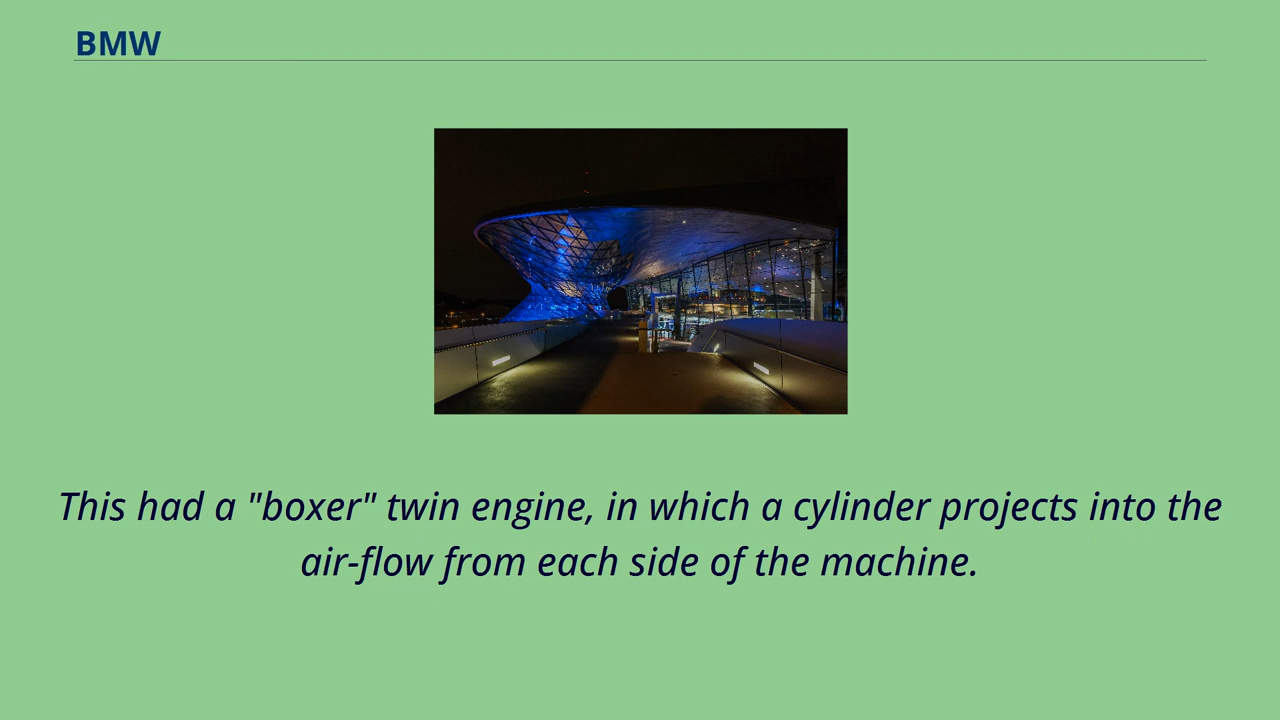 BMW
This had a "boxer" twin engine, in which a cylinder projects into the
air-flow from each side of the machine.